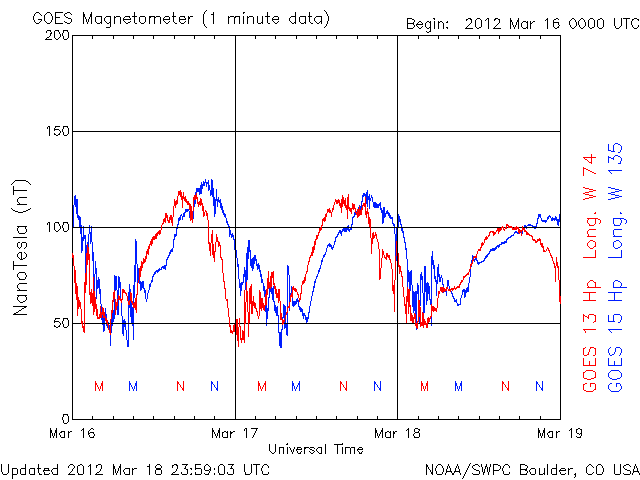 GOES Magnetometer (1 minute data)
Begin: 2012 Mar 16 0000 UTC
200
150
100
50
0
NanoTesla (nT)
M M N N M M N N M M N N
Mar 16 Mar 17 Mar 18 Mar 19
Universal Time
GOES 13 Hp Long. W 74
GOES 15 Hp Long. W 135
Updated 2012 Mar 18 23:59:03 UTC
NOAA/SWPC Boulder, CO USA